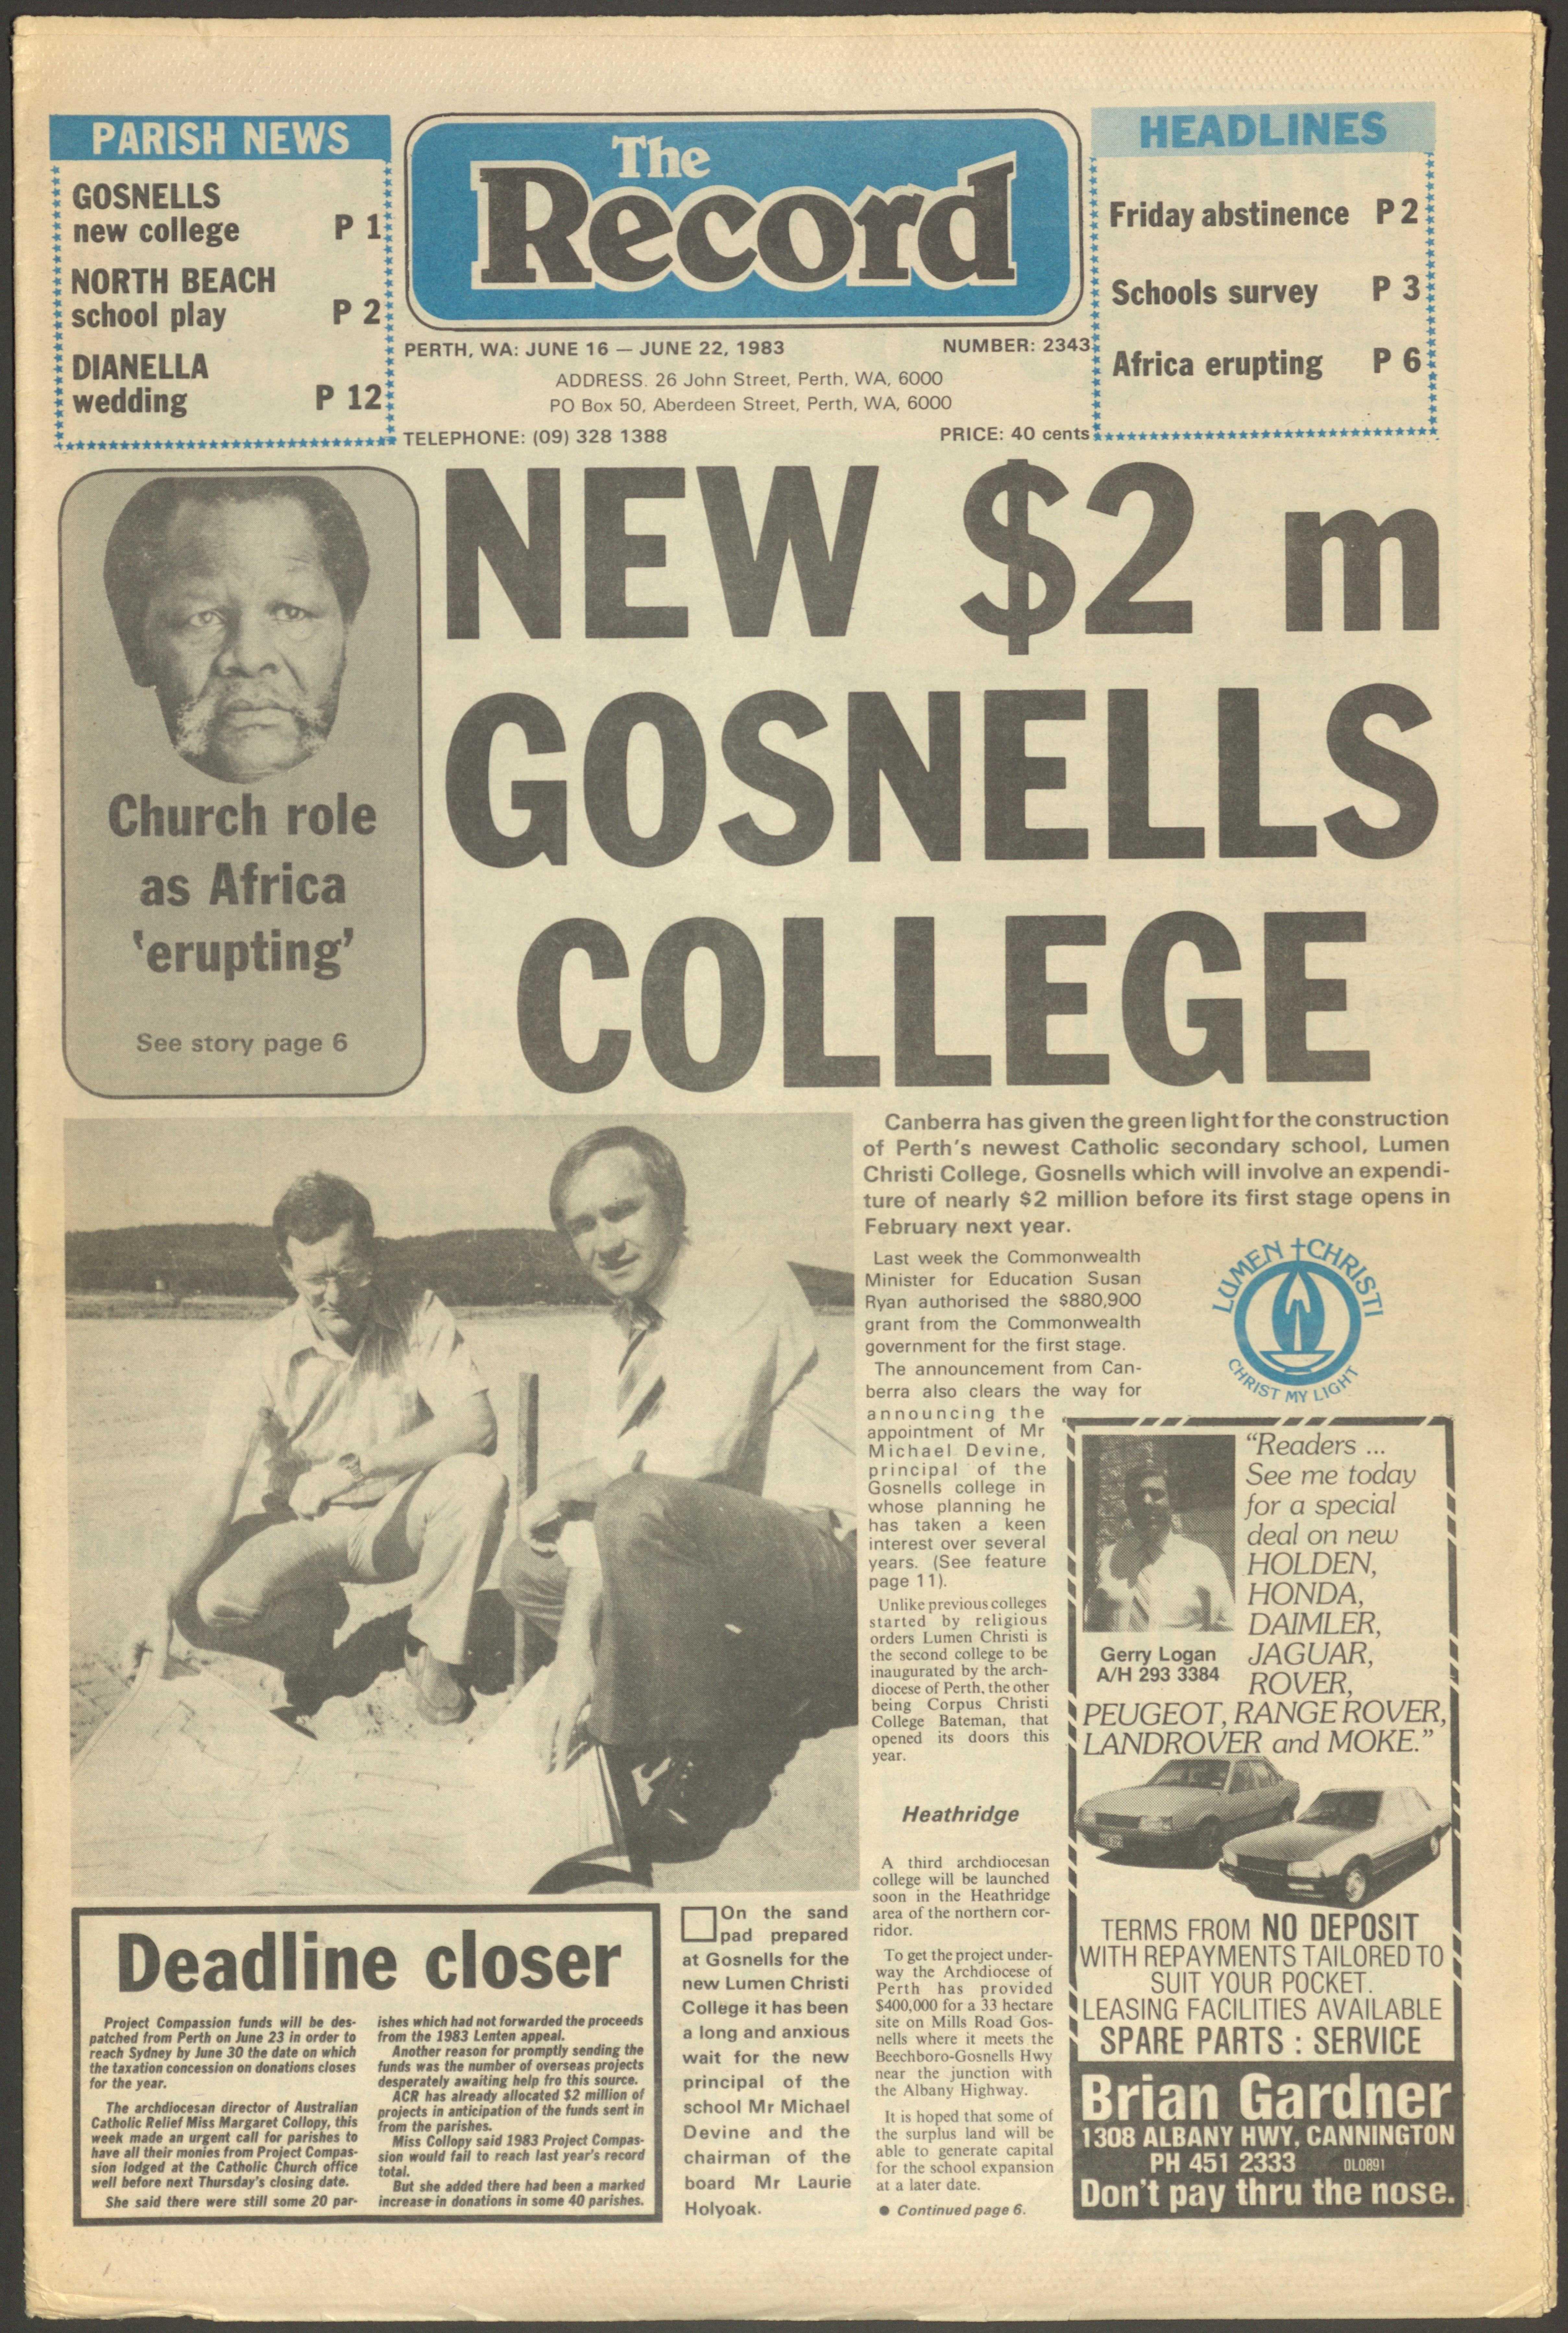 PARISH NEWS
GOSNELLS
new college P 1
NORTH BEACH
school play P 2
DIANELLA
wedding P 12
The
Record
PERTH, WA: JUNE 16 — JUNE 22, 1983 NUMBER: 2343
ADDRESS. 26 John Street, Perth, WA, 6000
PO Box 50, Aberdeen Street, Perth, WA, 6000
TELEPHONE: (09) 328 1388 PRICE: 40 cents
HEADLINES
Friday abstinence P 2
Schools survey P 3
Africa erupting P 6
Church role
as Africa
'erupting'
See story page 6
NEW $2 m
GOSNELLS
COLLEGE
Canberra has given the green light for the construction
of Perth's newest Catholic secondary school, Lumen
Christi College, Gosnells which will involve an expendi-
ture of nearly $2 million before its first stage opens in
February next year.
Last week the Commonwealth
Minister for Education Susan
Ryan authorised the $880,900
grant from the Commonwealth
government for the first stage.
The announcement from Can-
berra also clears the way for
announcing the
appointment of Mr
Michael Devine,
principal of the
Gosnells college in
whose planning he
has taken a keen
interest over several
years. (See feature
page 11).
Unlike previous colleges
started by religious
orders Lumen Christi is
the second college to be
inaugurated by the arch-
diocese of Perth, the other
being Corpus Christi
College Bateman, that
opened its doors this
year.
Heathridge
A third archdiocesan
college will be launched
soon in the Heathridge
area of the northern cor-
ridor.
To get the project under-
way the Archdiocese of
Perth has provided
$400,000 for a 33 hectare
site on Mills Road Gos-
nells where it meets the
Beechboro-Gosnells Hwy
near the junction with
the Albany Highway.
It is hoped that some of
the surplus land will be
able to generate capital
for the school expansion
at a later date.
● Continued page 6.
LUMEN CHRISTI
CHRIST MY LIGHT
On the sand
pad prepared
at Gosnells for the
new Lumen Christi
College it has been
a long and anxious
wait for the new
principal of the
school Mr Michael
Devine and the
chairman of the
board Mr Laurie
Holyoak.
Deadline closer
Project Compassion funds will be des-
patched from Perth on June 23 in order to
reach Sydney by June 30 the date on which
the taxation concession on donations closes
for the year.
The archdiocesan director of Australian
Catholic Relief Miss Margaret Collopy, this
week made an urgent call for parishes to
have all their monies from Project Compas-
sion lodged at the Catholic Church office
well before next Thursday's closing date.
She said there were still some 20 par-
ishes which had not forwarded the proceeds
from the 1983 Lenten appeal.
Another reason for promptly sending the
funds was the number of overseas projects
desperately awaiting help fro this source.
ACR has already allocated $2 million of
projects in anticipation of the funds sent in
from the parishes.
Miss Collopy said 1983 Project Compas-
sion would fail to reach last year's record
total.
But she added there had been a marked
increase in donations in some 40 parishes.
"Readers ...
See me today
for a special
deal on new
HOLDEN,
HONDA,
DAIMLER,
JAGUAR,
ROVER,
PEUGEOT, RANGE ROVER,
LANDROVER and MOKE."
Gerry Logan
A/H 293 3384
TERMS FROM NO DEPOSIT
WITH REPAYMENTS TAILORED TO
SUIT YOUR POCKET.
LEASING FACILITIES AVAILABLE
SPARE PARTS : SERVICE
Brian Gardner
1308 ALBANY HWY, CANNINGTON
PH 451 2333 DL0891
Don't pay thru the nose.